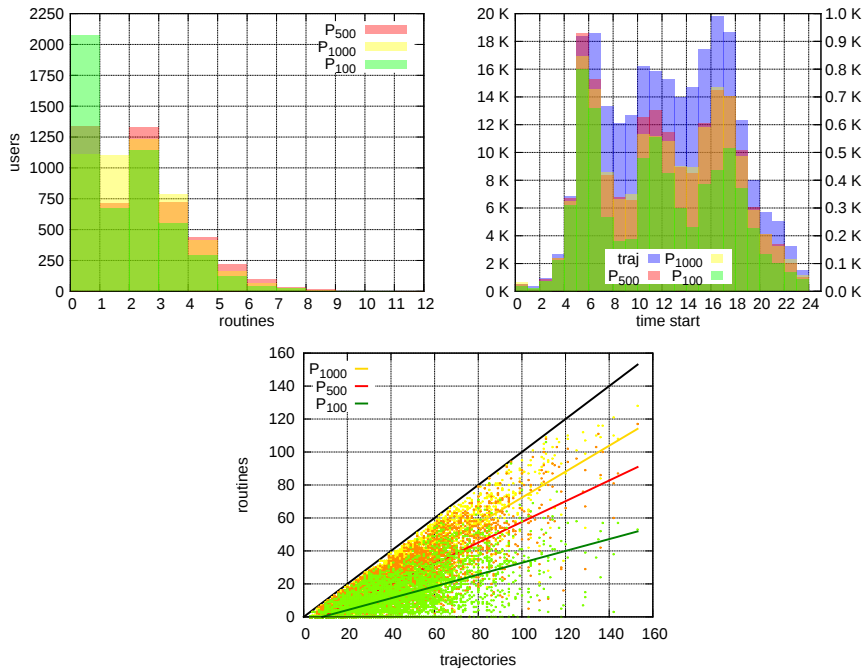 2250
2000
1750
1500
1250
1000
750
500
250
0
users
0 1 2 3 4 5 6 7 8 9 10 11 12
routines
P500
P1000
P100
20 K
18 K
16 K
14 K
12 K
10 K
8 K
6 K
4 K
2 K
0 K
1.0 K
0.9 K
0.8 K
0.7 K
0.6 K
0.5 K
0.4 K
0.3 K
0.2 K
0.1 K
0.0 K
traj P1000
P500 P100
0 2 4 6 8 10 12 14 16 18 20 22 24
time start
160
140
120
100
80
60
40
20
0
routines
P1000
P500
P100
0 20 40 60 80 100 120 140 160
trajectories